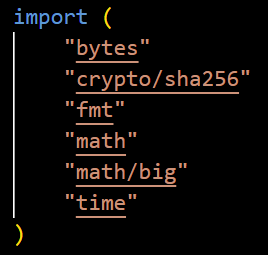 import (
"bytes"
"crypto/sha256"
"fmt"
"math"
"math/big"
"time"
)